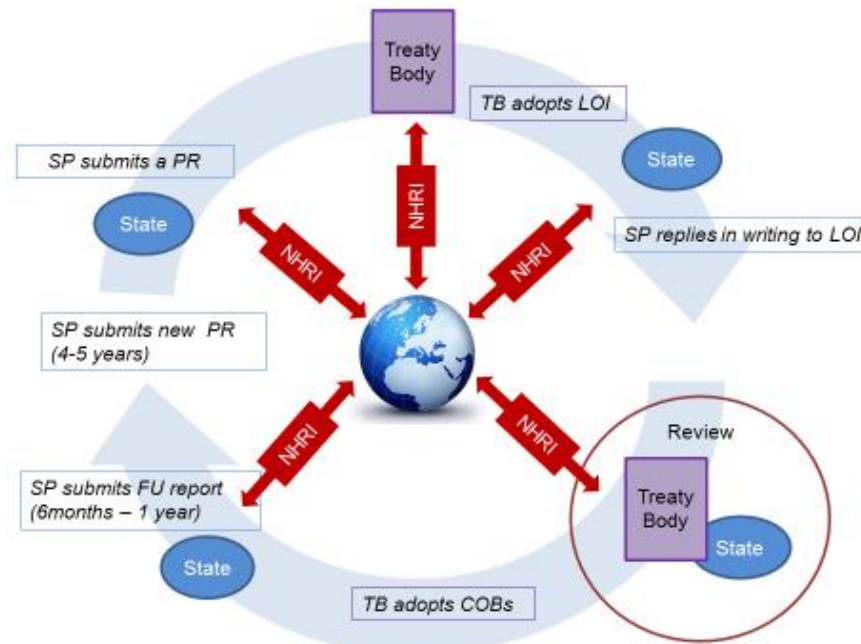 Treaty
Body
TB adopts LOI
State
SP submits a PR
State
NHRI
NHRI
NHRI
SP replies in writing to LOI
SP submits new  PR
(4-5 years)
NHRI
NHRI
Review
Treaty
Body
State
SP submits FU report
(6months – 1 year)
State
TB adopts COBs